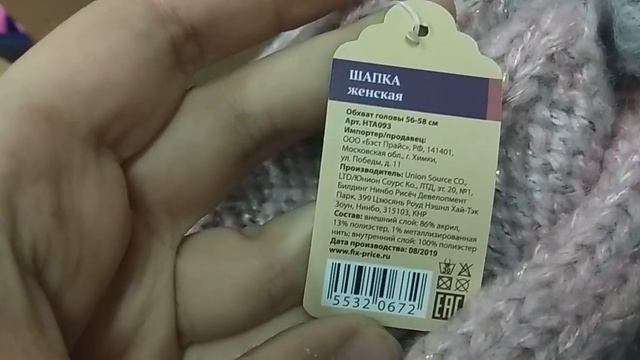 ШАПКА
женская
Обхват головы 56-58 см
Арт. НТА093
Импортер/продавец:
ООО «Бэст Прайс», РФ, 141401,
Московская обл., г. Химки,
ул. Победы, д. 11
Производитель: Union Source CO.,
LTD/Юнион Соурс Ко., ЛТД, эт. 20, №1,
Билдинг Нинбо Рисёч Девелопмент
Парк, 399 Цзюсянь Роуд Нэшнл Хай-Тэк
Зоун, Нинбо, 315103, КНР
Состав: внешний слой: 86% акрил,
13% полиэстер, 1% металлизированная
нить; внутренний слой: 100% полиэстер
Дата производства: 08/2019
www.fix-price.ru
5532 0672
EAC